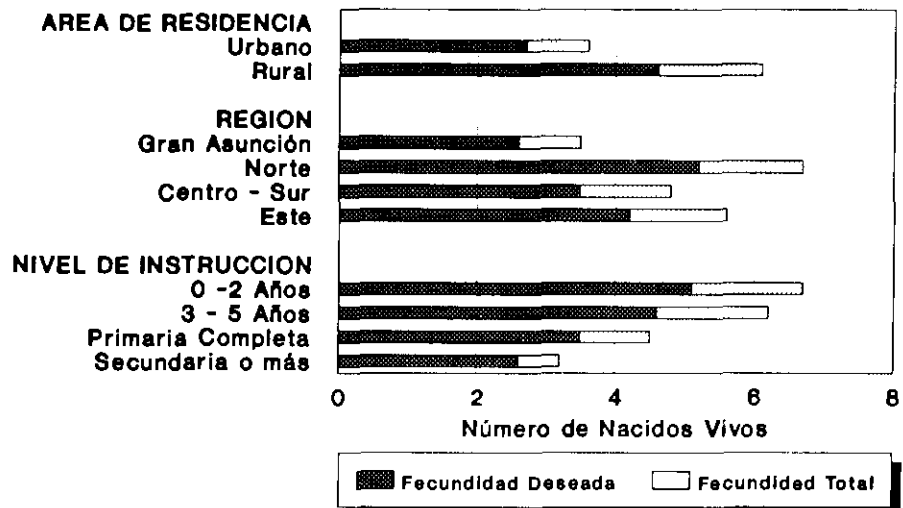 AREA DE RESIDENCIA
Urbano
Rural
REGION
Gran Asunción
Norte
Centro - Sur
Este
NIVEL DE INSTRUCCION
0 -2 Años
3 - 5 Años
Primaria Completa
Secundaria o más
0 2 4 6 8
Número de Nacidos Vivos
Fecundidad Deseada Fecundided Total